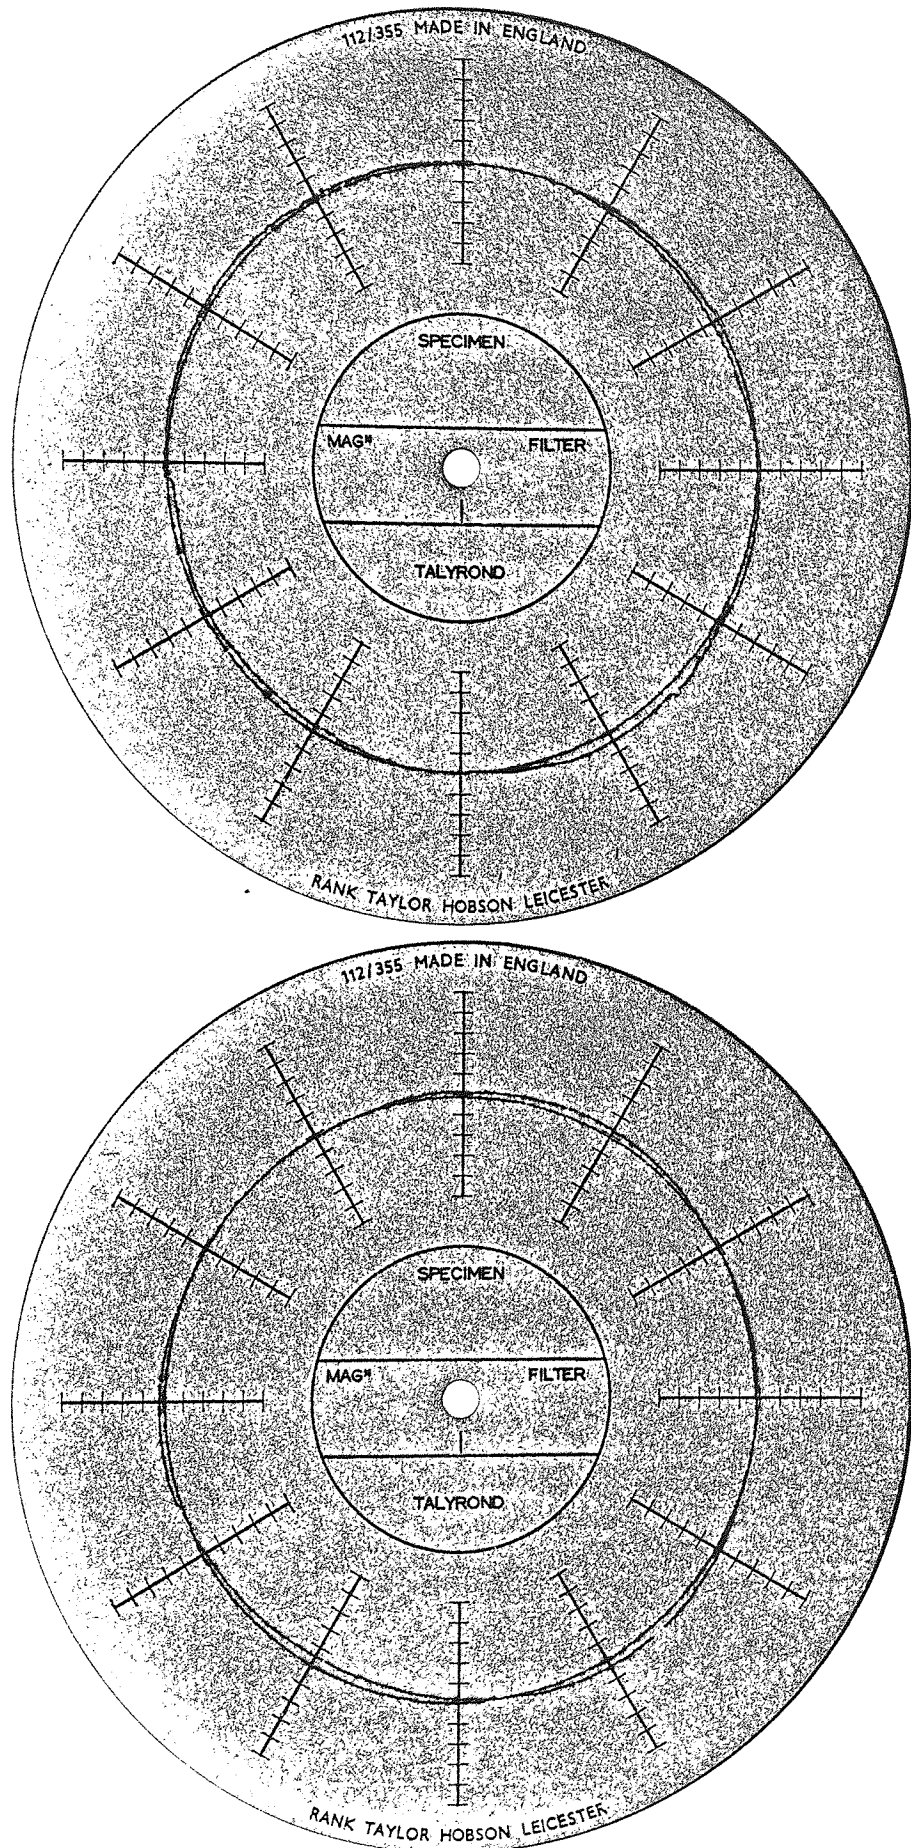 112/355 MADE IN ENGLAND
SPECIMEN
MAGN FILTER
TALYROND
RANK TAYLOR HOBSON LEICESTER
112/355 MADE IN ENGLAND
SPECIMEN
MAGN FILTER
TALYROND
RANK TAYLOR HOBSON LEICESTER